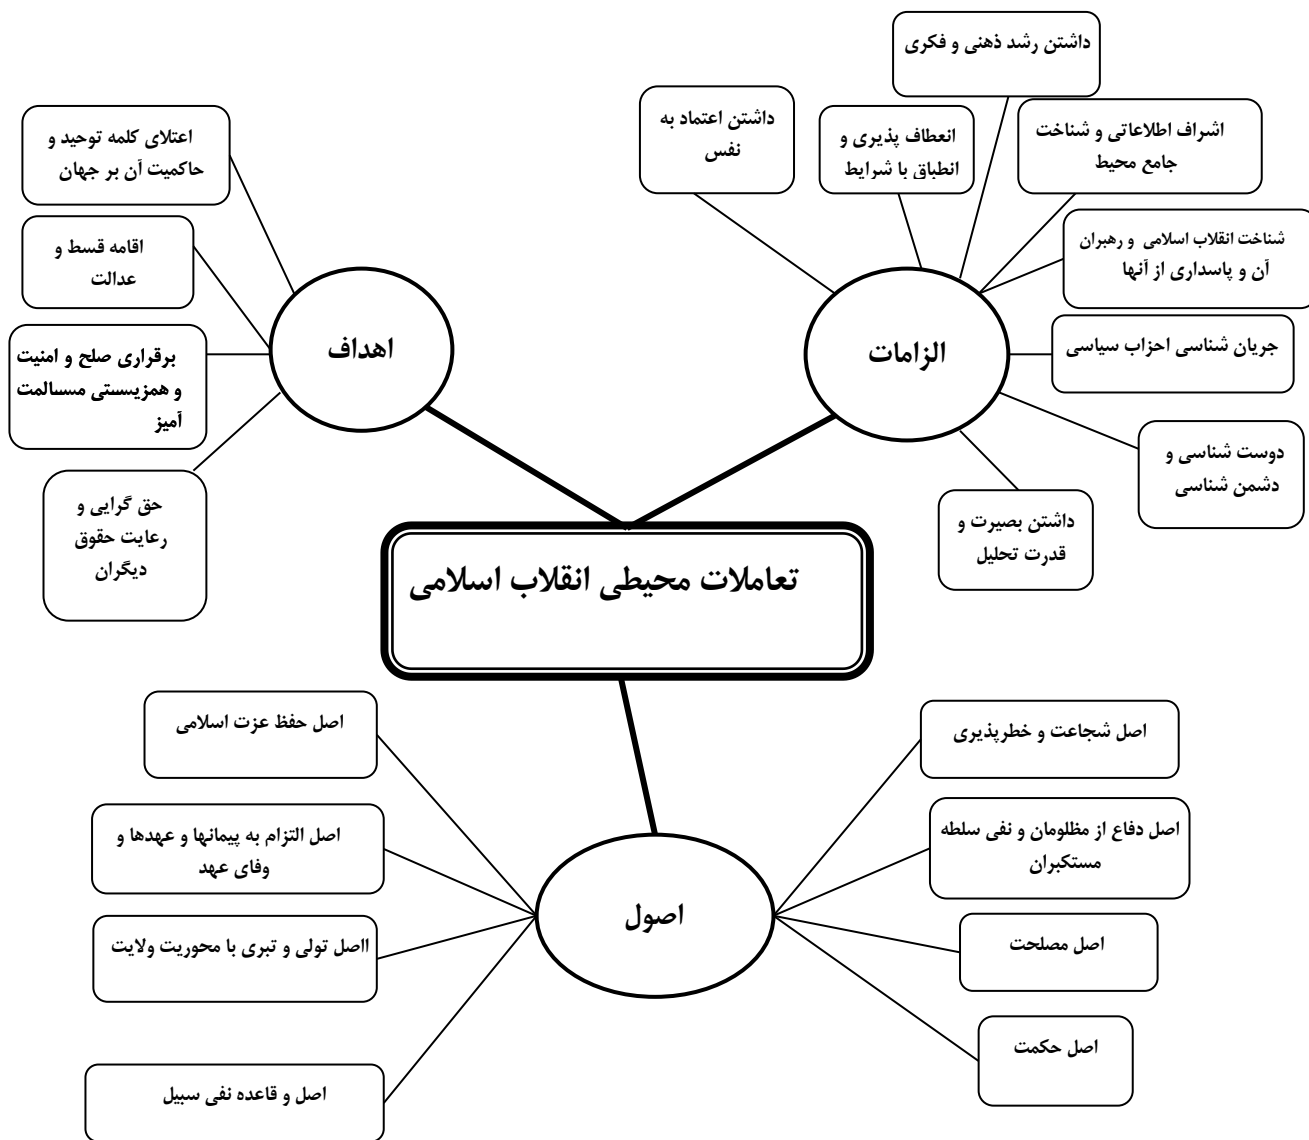 داشتن رشد ذهنی و فکری
داشتن اعتماد به
نفس
انعطاف پذیری و
انطباق با شرایط
اشراف اطلاعاتی و شناخت
جامع محیط
شناخت انقلاب اسلامی و رهبران
آن و پاسداری از آنها
جریان شناسی احزاب سیاسی
دوست شناسی و
دشمن شناسی
داشتن بصیرت و
قدرت تحلیل
الزامات
اعتلای کلمه توحید و
حاکمیت آن بر جهان
اقامه قسط و
عدالت
برقراری صلح و امنیت
و همزیستی مسالمت
آمیز
حق گرایی و
رعایت حقوق
دیگران
اهداف
تعاملات محیطی انقلاب اسلامی
اصل شجاعت و خطرپذیری
اصل دفاع از مظلومان و نفی سلطه
مستکبران
اصل مصلحت
اصل حکمت
اصول
اصل حفظ عزت اسلامی
اصل التزام به پیمانها و عهدها و
وفای عهد
ااصل تولی و تبری با محوریت ولایت
اصل و قاعده نفی سبیل